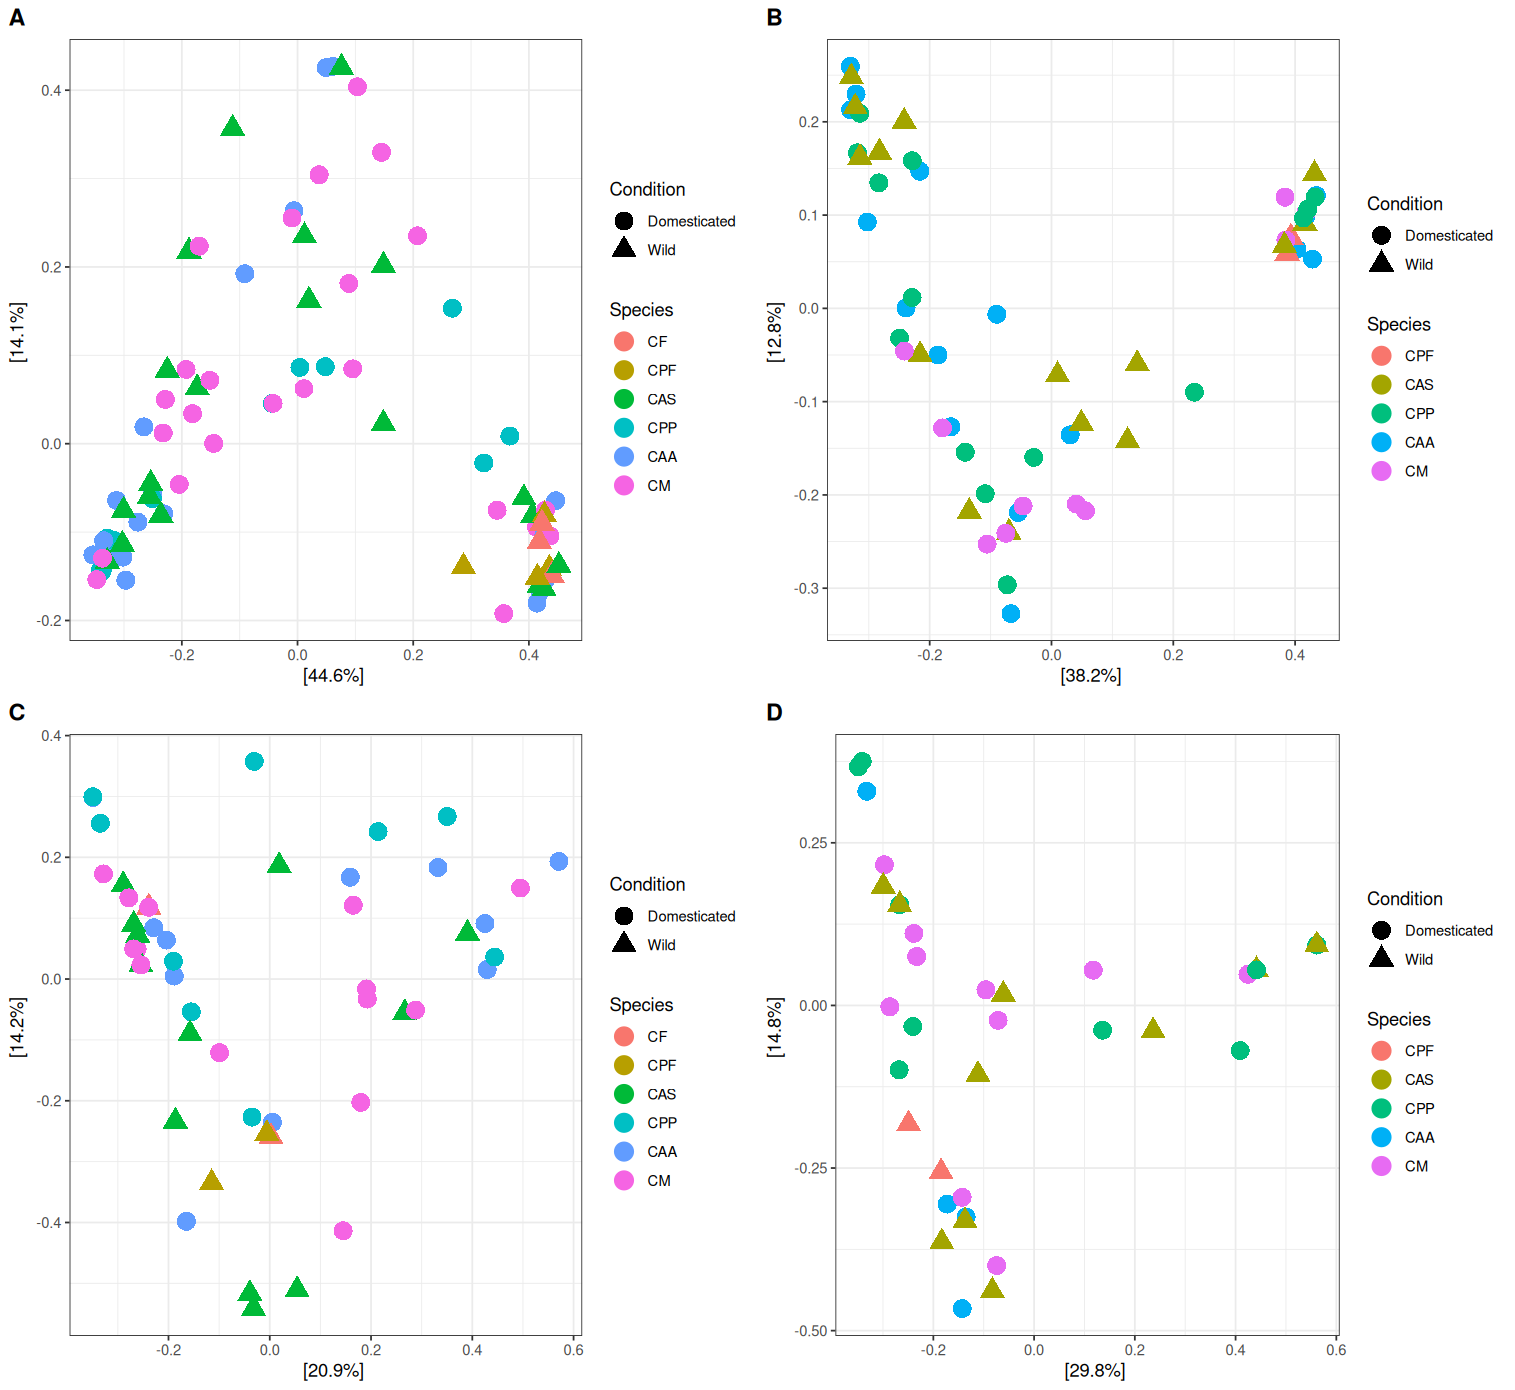 A
0.4
0.2
0.0
-0.2
[14.1%]
-0.2 0.0 0.2 0.4
[44.6%]
Condition
Domesticated
Wild
Species
CF
CPF
CAS
CPP
CAA
CM
B
0.2
0.1
0.0
-0.1
-0.2
-0.3
[12.8%]
-0.2 0.0 0.2 0.4
[38.2%]
Condition
Domesticated
Wild
Species
CPF
CAS
CPP
CAA
CM
C
0.4
0.2
0.0
-0.2
-0.4
[14.2%]
-0.2 0.0 0.2 0.4 0.6
[20.9%]
Condition
Domesticated
Wild
Species
CF
CPF
CAS
CPP
CAA
CM
D
0.25
0.00
-0.25
-0.50
[14.8%]
-0.2 0.0 0.2 0.4 0.6
[29.8%]
Condition
Domesticated
Wild
Species
CPF
CAS
CPP
CAA
CM